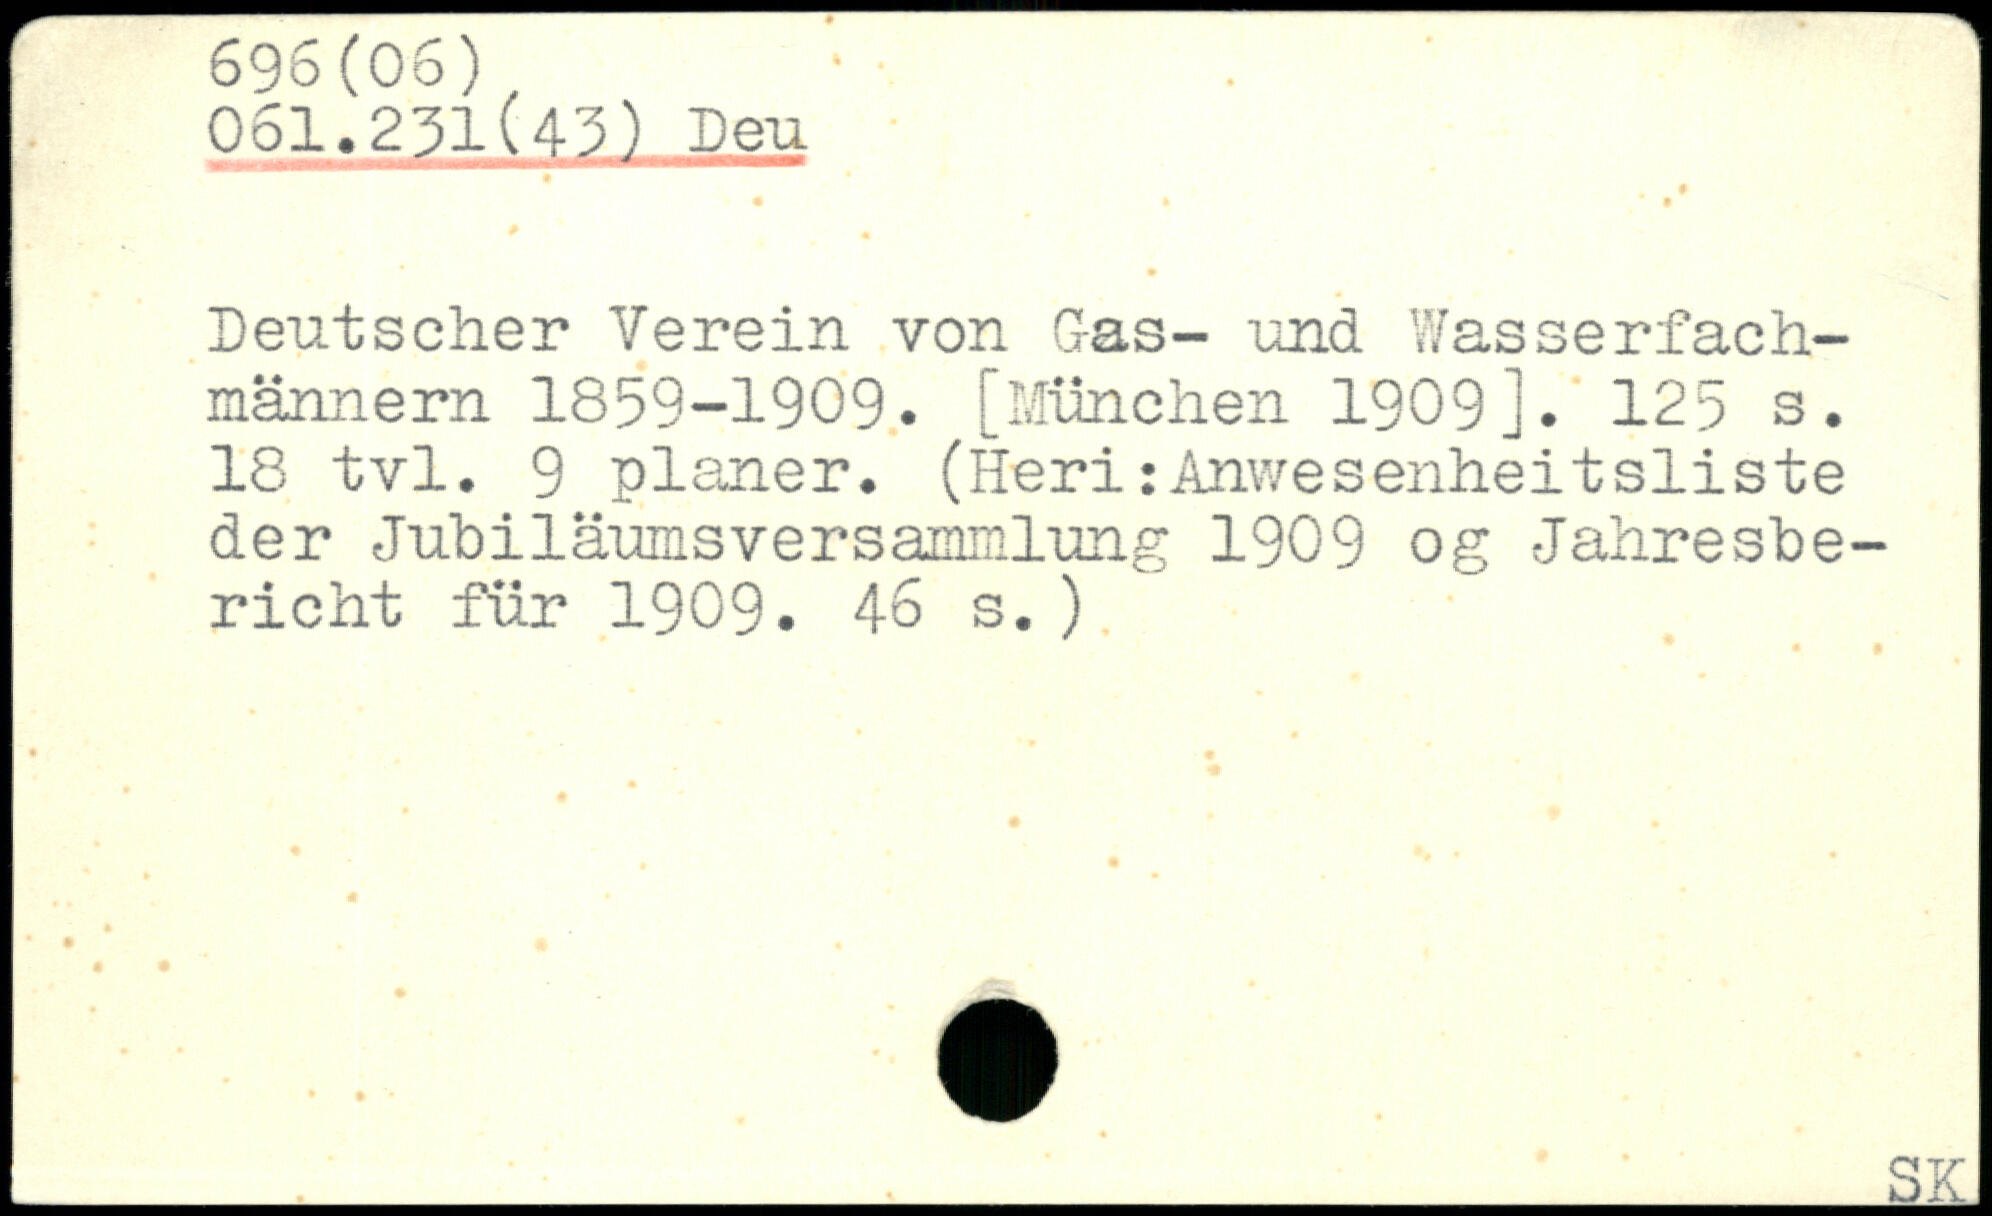 696(06)
061.231(43) Deu
Deutscher Verein von Gas- und Wasserfach-
männern 1859-1909. [München 1909]. 125 s.
18 tvl. 9 planer. (Heri:Anwesenheitsliste
der Jubiläumsversammlung 1909 og Jahresbe-
richt für 1909. 46 s.)
SK